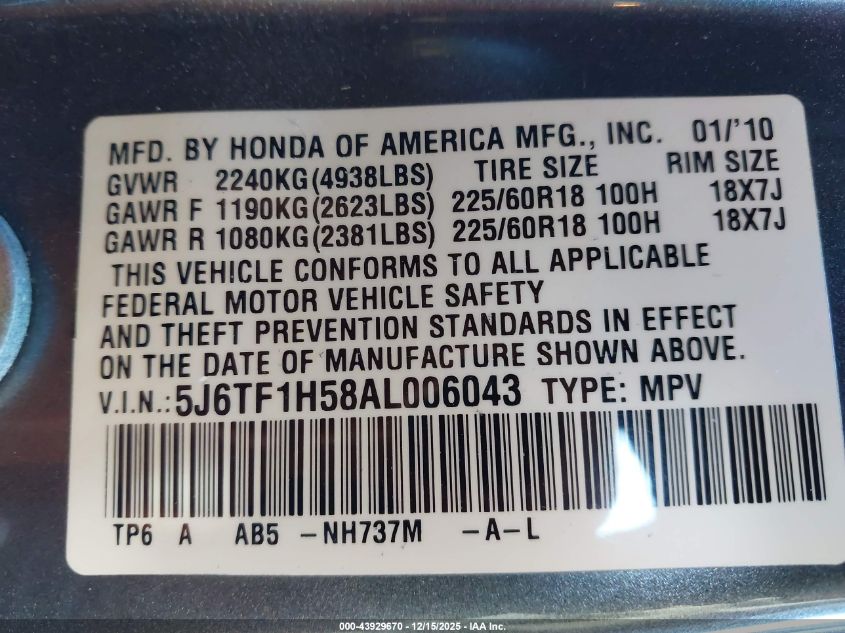 MFD. BY HONDA OF AMERICA MFG., INC. 01/'10
GVWR 2240KG(4938LBS) TIRE SIZE RIM SIZE
GAWR F 1190KG(2623LBS) 225/60R18 100H 18X7J
GAWR R 1080KG(2381LBS) 225/60R18 100H 18X7J
THIS VEHICLE CONFORMS TO ALL APPLICABLE
FEDERAL MOTOR VEHICLE SAFETY
AND THEFT PREVENTION STANDARDS IN EFFECT
ON THE DATE OF MANUFACTURE SHOWN ABOVE.
V.I.N.: 5J6TF1H58AL006043 TYPE: MPV
TP6 A AB5 -NH737M -A-L
000-43929670 - 12/15/2025 - IAA Inc.